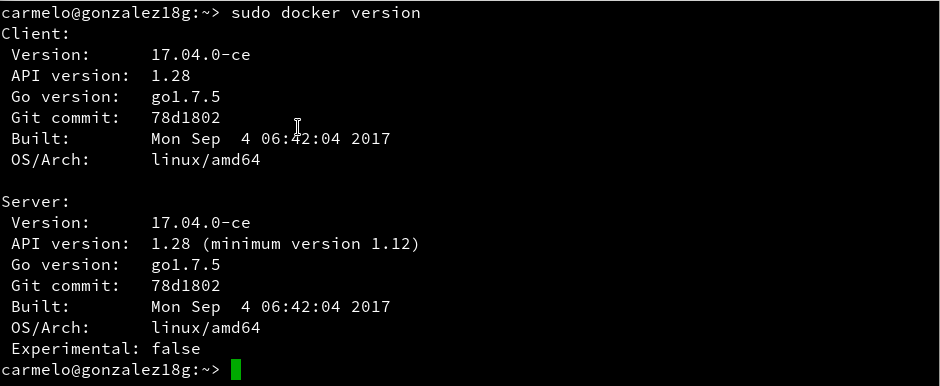 carmelo@gonzalez18g:~> sudo docker version
Client:
 Version:      17.04.0-ce
 API version:  1.28
 Go version:   go1.7.5
 Git commit:   78d1802
 Built:        Mon Sep  4 06:42:04 2017
 OS/Arch:      linux/amd64

Server:
 Version:      17.04.0-ce
 API version:  1.28 (minimum version 1.12)
 Go version:   go1.7.5
 Git commit:   78d1802
 Built:        Mon Sep  4 06:42:04 2017
 OS/Arch:      linux/amd64
 Experimental: false
carmelo@gonzalez18g:~>